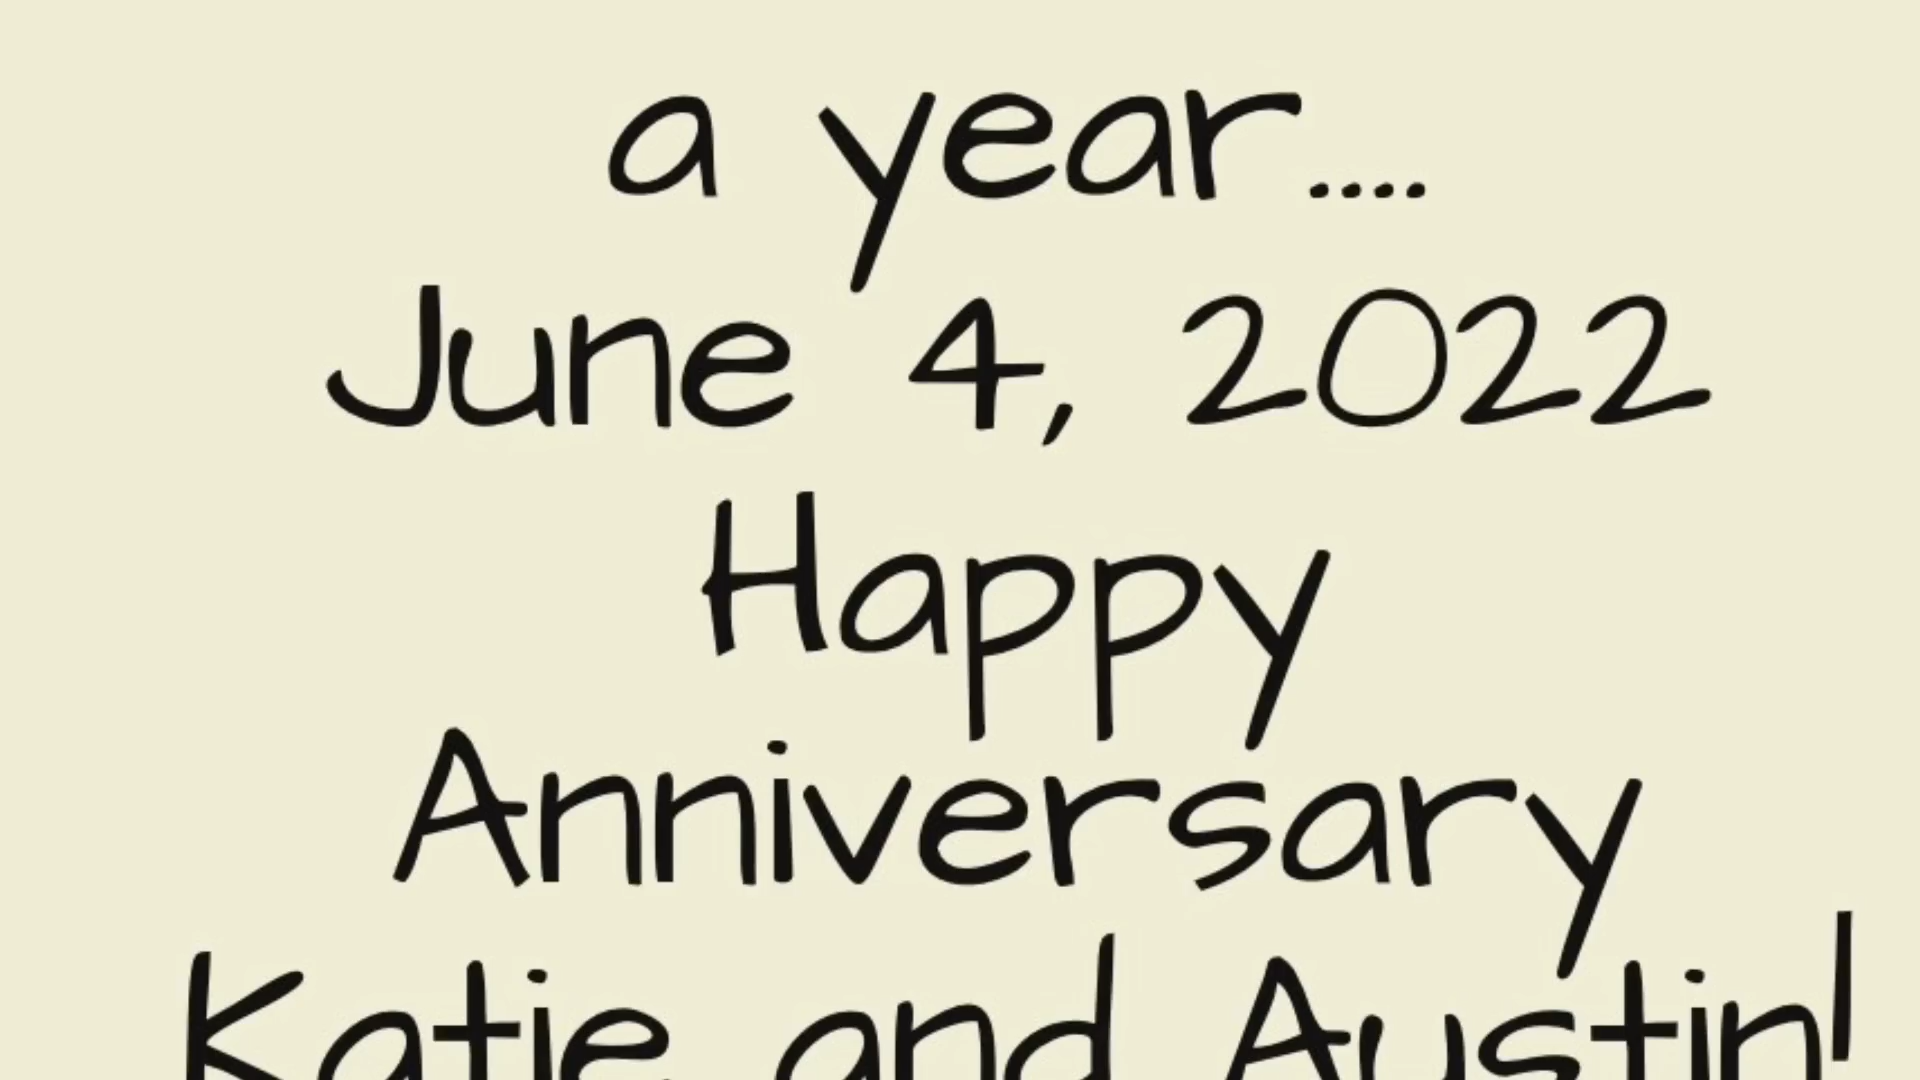 a year....
June 4, 2022
Happy
Anniversary
Katie and Austin!